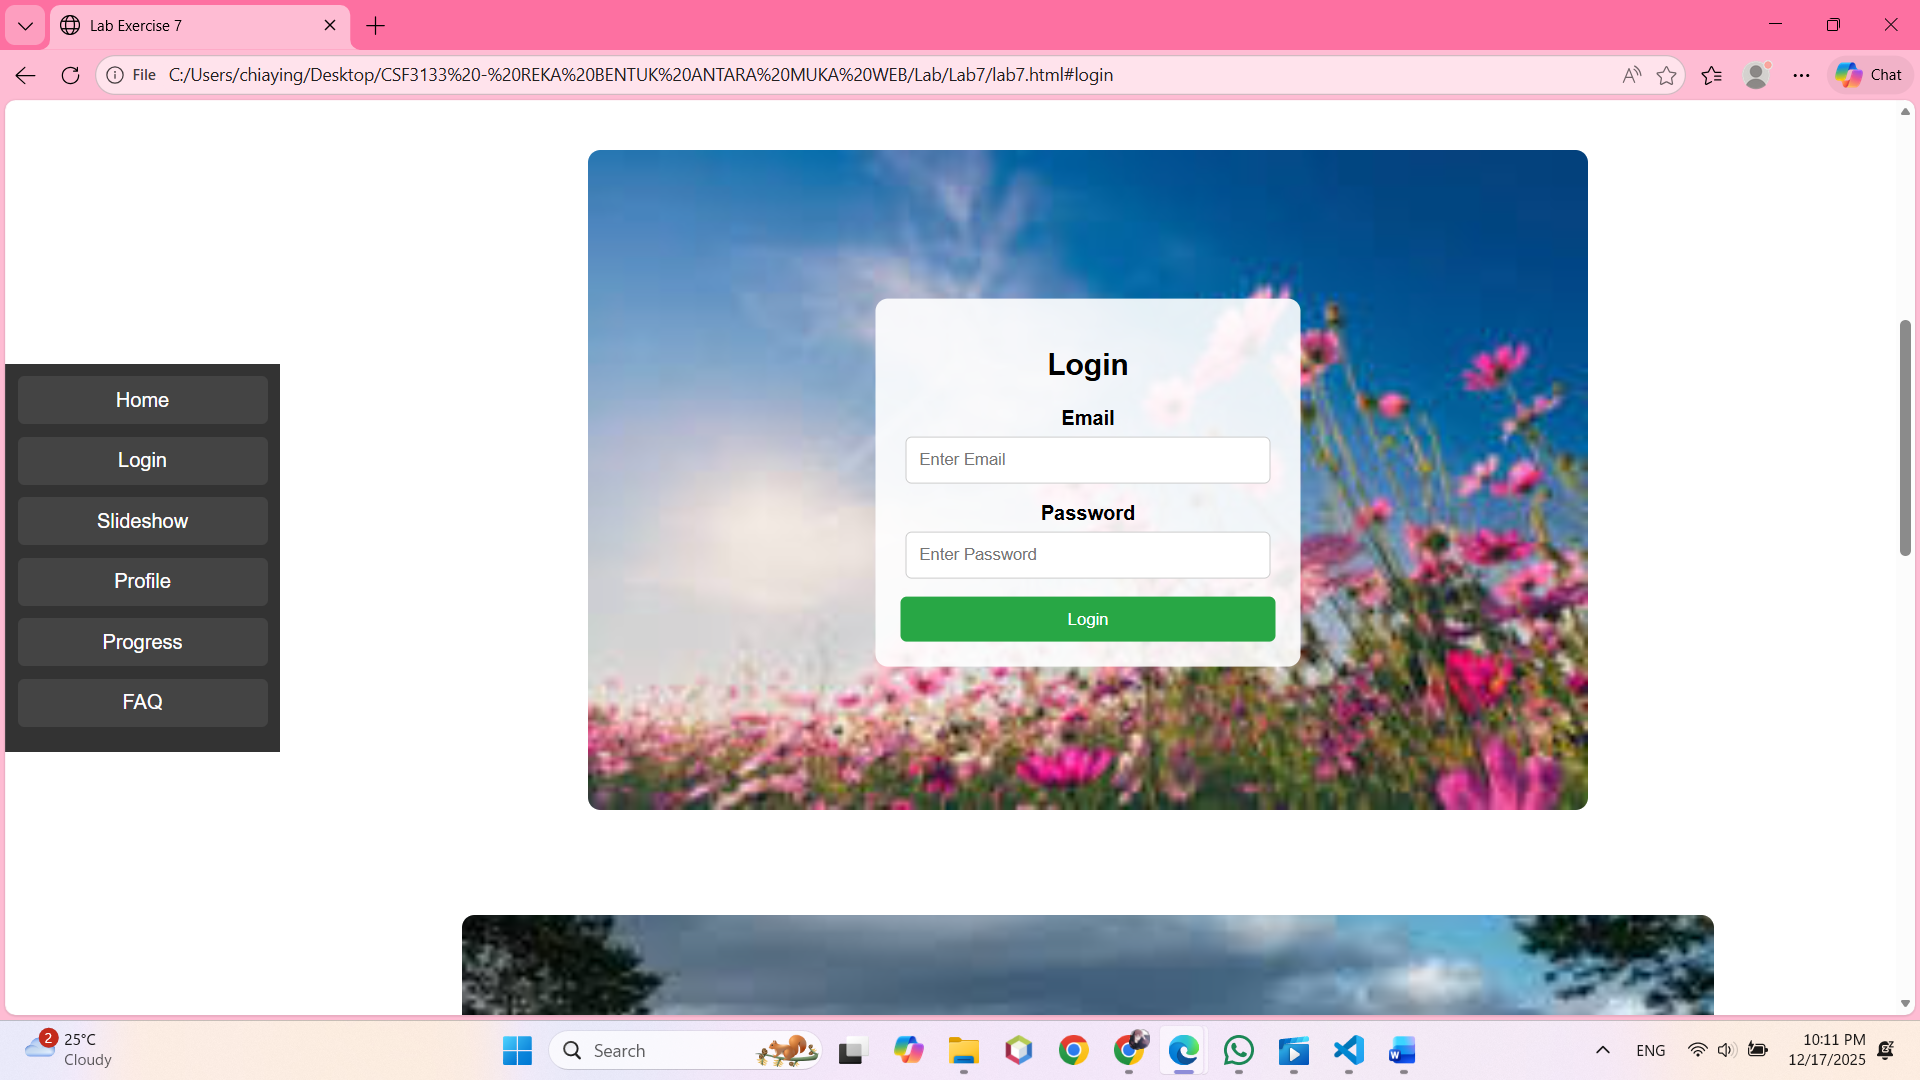 Lab Exercise 7
File C:/Users/chiaying/Desktop/CSF3133%20-%20REKA%20BENTUK%20ANTARA%20MUKA%20WEB/Lab/Lab7/lab7.html#login
Chat
Home
Login
Slideshow
Profile
Progress
FAQ
Login
Email
Enter Email
Password
Enter Password
Login
2
25°C
Cloudy
Search
W
ENG
10:11 PM
12/17/2025